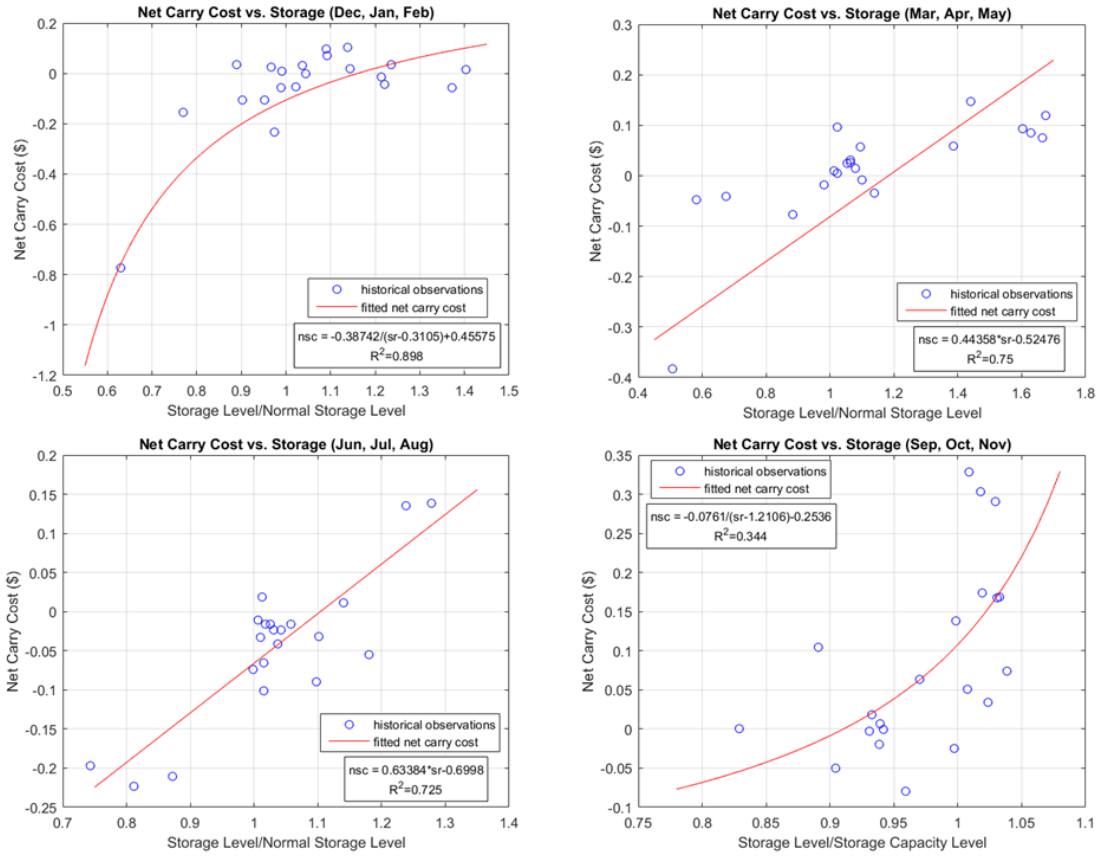 Net Carry Cost vs. Storage (Dec, Jan, Feb)
0.2
0
-0.2
-0.4
-0.6
-0.8
-1
-1.2
Net Carry Cost ($)
historical observations
fitted net carry cost
nsc = -0.38742/(sr-0.3105)+0.45575
R²=0.898
0.5 0.6 0.7 0.8 0.9 1 1.1 1.2 1.3 1.4 1.5
Storage Level/Normal Storage Level
Net Carry Cost vs. Storage (Mar, Apr, May)
0.3
0.2
0.1
0
-0.1
-0.2
-0.3
-0.4
Net Carry Cost ($)
historical observations
fitted net carry cost
nsc = 0.44358*sr-0.52476
R²=0.75
0.4 0.6 0.8 1 1.2 1.4 1.6 1.8
Storage Level/Normal Storage Level
Net Carry Cost vs. Storage (Jun, Jul, Aug)
0.2
0.15
0.1
0.05
0
-0.05
-0.1
-0.15
-0.2
-0.25
Net Carry Cost ($)
historical observations
fitted net carry cost
nsc = 0.63384*sr-0.6998
R²=0.725
0.7 0.8 0.9 1 1.1 1.2 1.3 1.4
Storage Level/Normal Storage Level
Net Carry Cost vs. Storage (Sep, Oct, Nov)
historical observations
fitted net carry cost
nsc = -0.0761/(sr-1.2106)-0.2536
R²=0.344
0.35
0.3
0.25
0.2
0.15
0.1
0.05
0
-0.05
-0.1
Net Carry Cost ($)
0.75 0.8 0.85 0.9 0.95 1 1.05 1.1
Storage Level/Storage Capacity Level